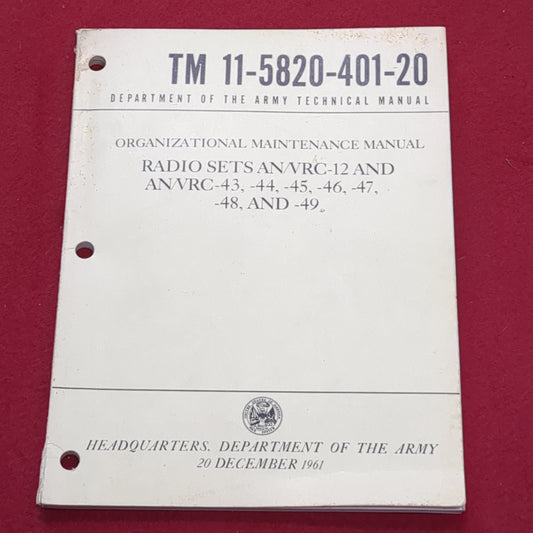 TM 11-5820-401-20
DEPARTMENT OF THE ARMY TECHNICAL MANUAL
ORGANIZATIONAL MAINTENANCE MANUAL
RADIO SETS AN/VRC-12 AND
AN/VRC-43, -44, -45, -46, -47,
-48, AND -49
HEADQUARTERS, DEPARTMENT OF THE ARMY
20 DECEMBER 1961